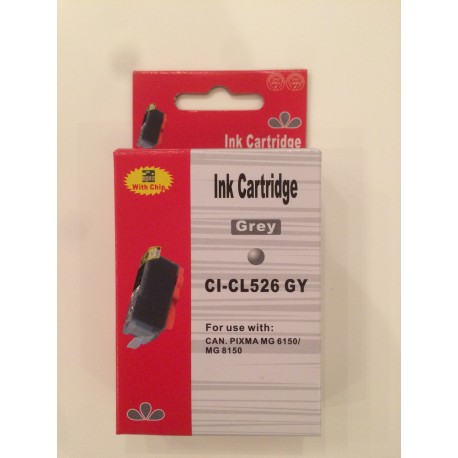 Ink Cartridge
With Chip
Ink Cartridge
Grey
CI-CL526 GY
For use with:
CAN. PIXMA MG 6150/
MG 8150